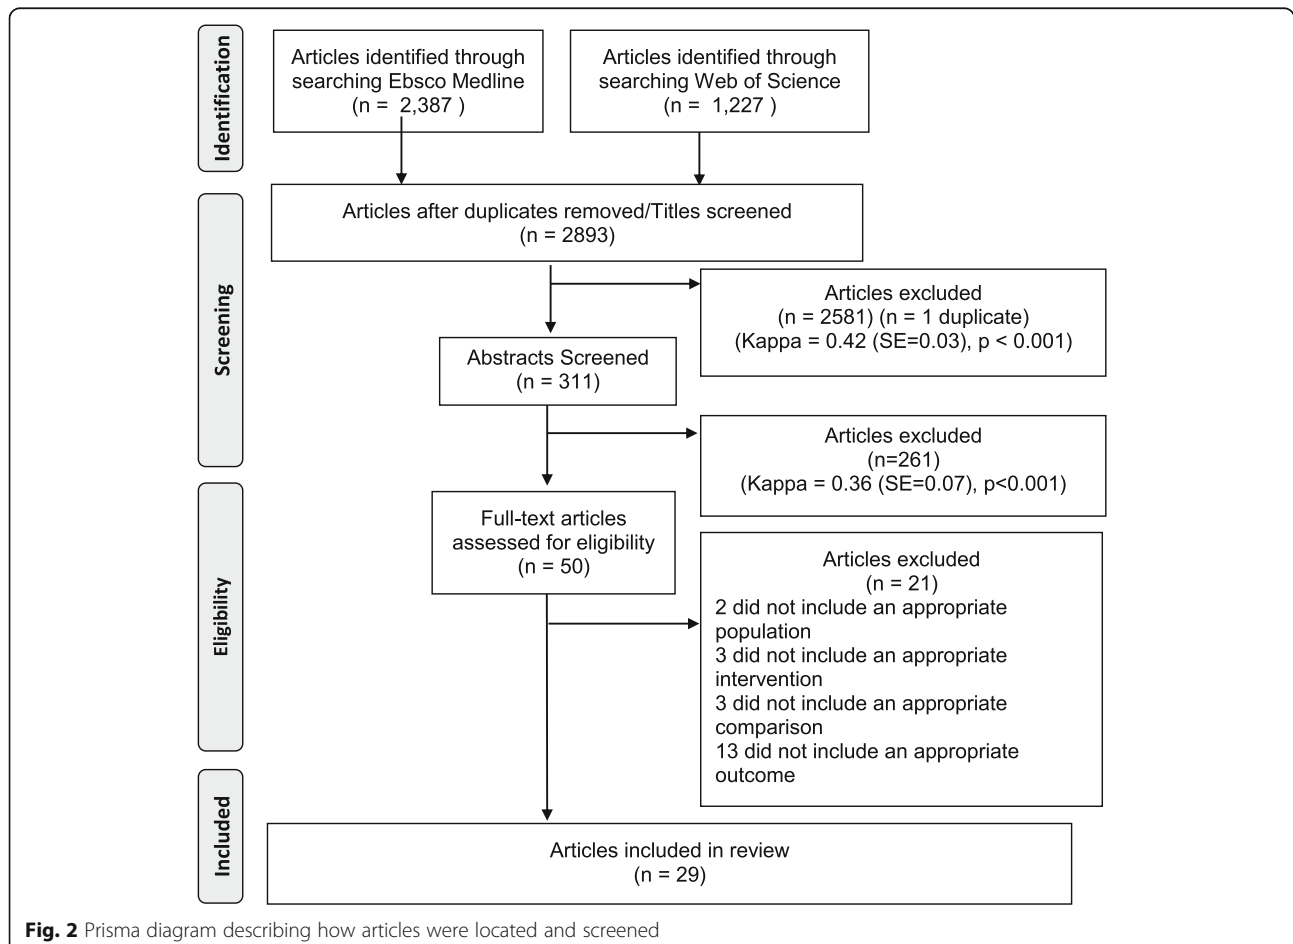 Identification
Articles identified through
searching Ebsco Medline
(n = 2,387 )
Articles identified through
searching Web of Science
(n = 1,227 )
Screening
Articles after duplicates removed/Titles screened
(n = 2893)
Articles excluded
(n = 2581) (n = 1 duplicate)
(Kappa = 0.42 (SE=0.03), p < 0.001)
Abstracts Screened
(n = 311)
Articles excluded
(n=261)
(Kappa = 0.36 (SE=0.07), p<0.001)
Eligibility
Full-text articles
assessed for eligibility
(n = 50)
Articles excluded
(n = 21)
2 did not include an appropriate
population
3 did not include an appropriate
intervention
3 did not include an appropriate
comparison
13 did not include an appropriate
outcome
Included
Articles included in review
(n = 29)
Fig. 2 Prisma diagram describing how articles were located and screened